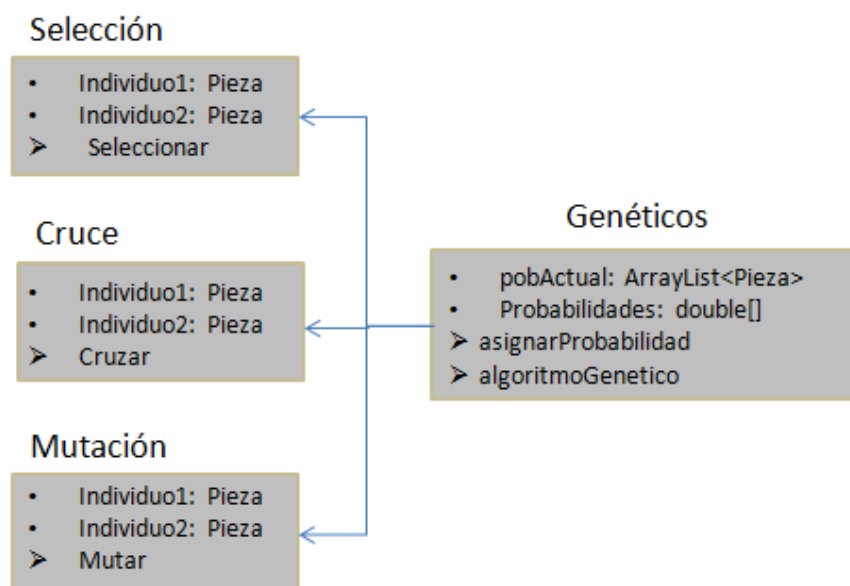 Selección
• Individuo1: Pieza
• Individuo2: Pieza
➤ Seleccionar
Cruce
• Individuo1: Pieza
• Individuo2: Pieza
➤ Cruzar
Mutación
• Individuo1: Pieza
• Individuo2: Pieza
➤ Mutar
Genéticos
• pobActual: ArrayList<Pieza>
• Probabilidades: double[]
➤ asignarProbabilidad
➤ algoritmoGenetico